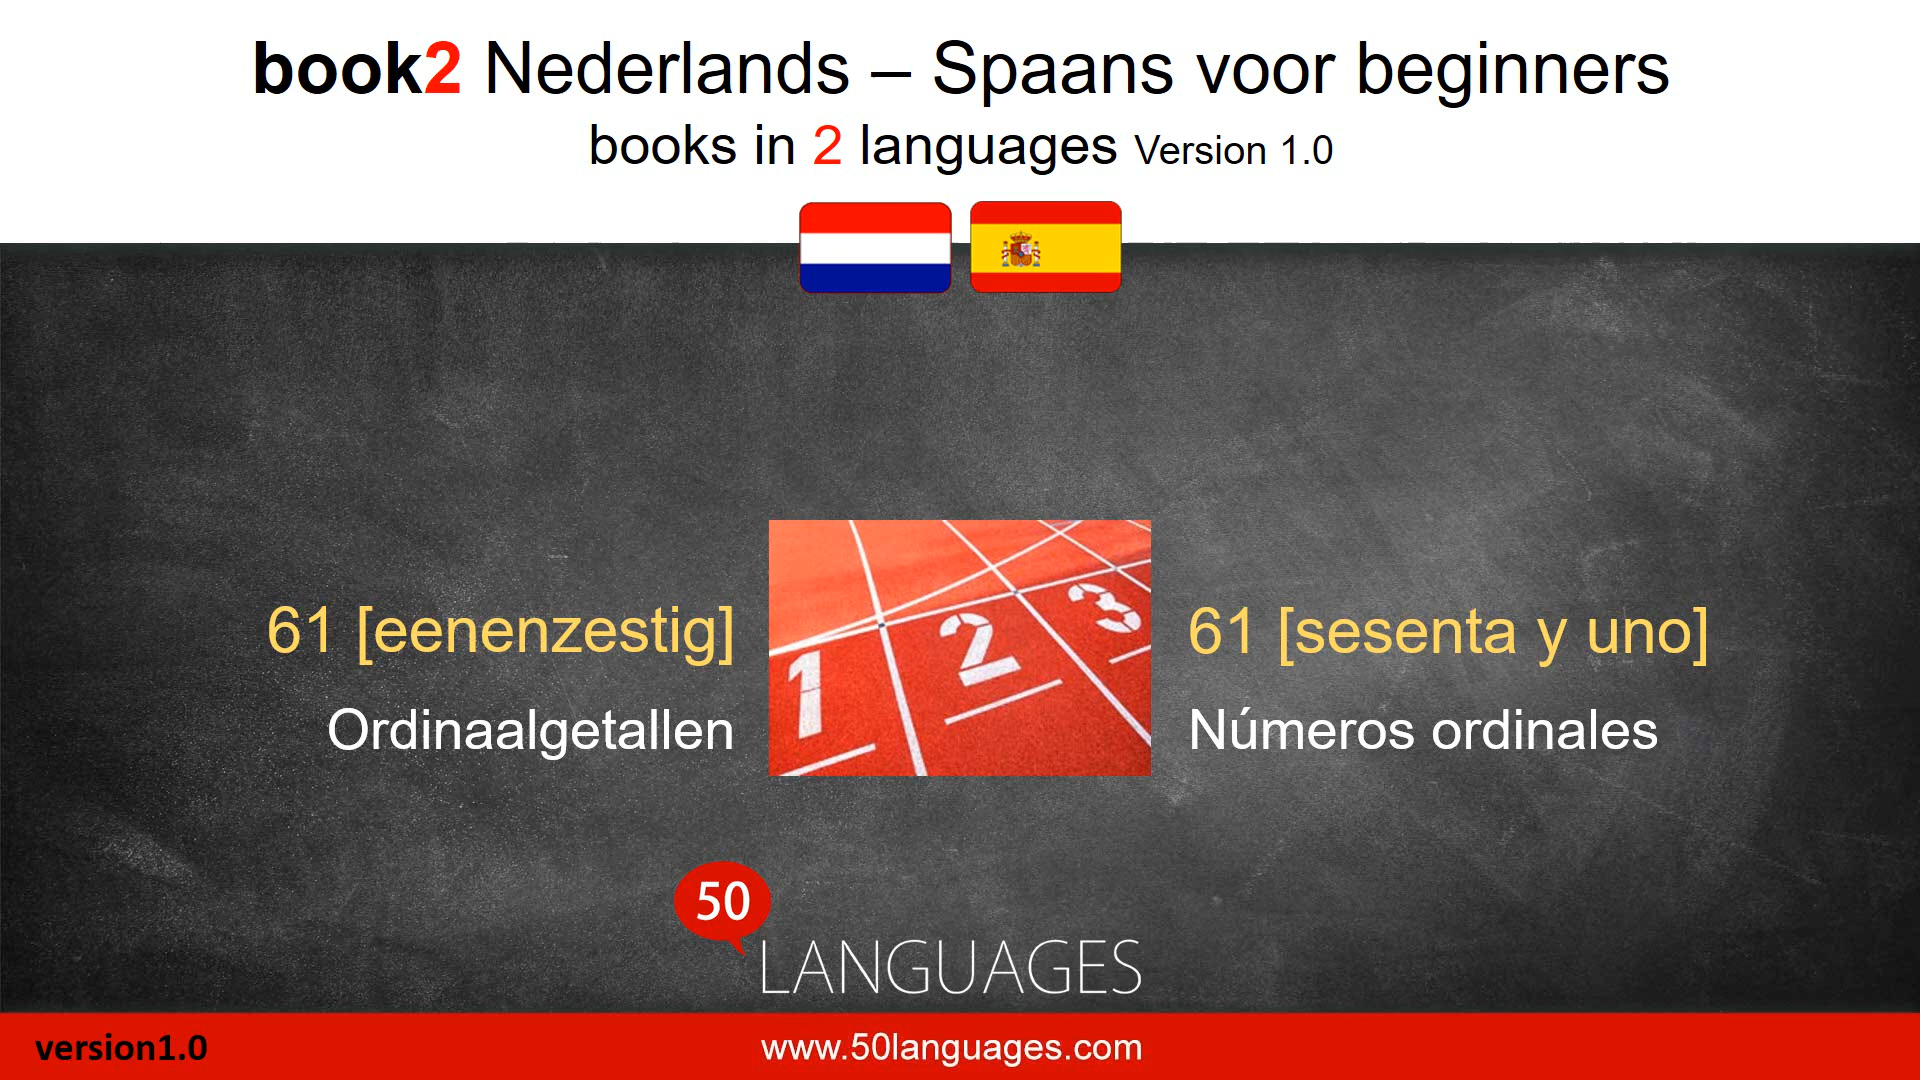 book2 Nederlands – Spaans voor beginners
books in 2 languages Version 1.0
61 [eenenzestig]
Ordinaalgetallen
1 2 3
61 [sesenta y uno]
Números ordinales
50
LANGUAGES
version1.0
www.50languages.com